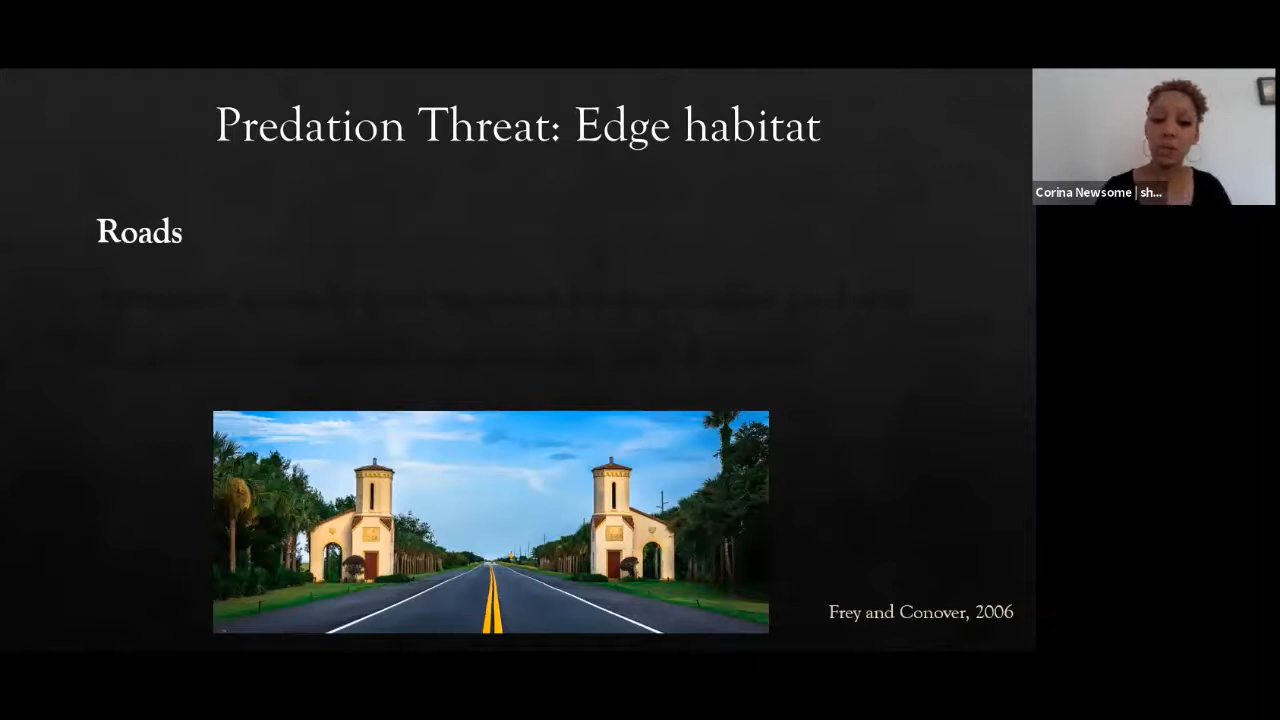 Predation Threat: Edge habitat
Corina Newsome | sh...
Roads
Frey and Conover, 2006